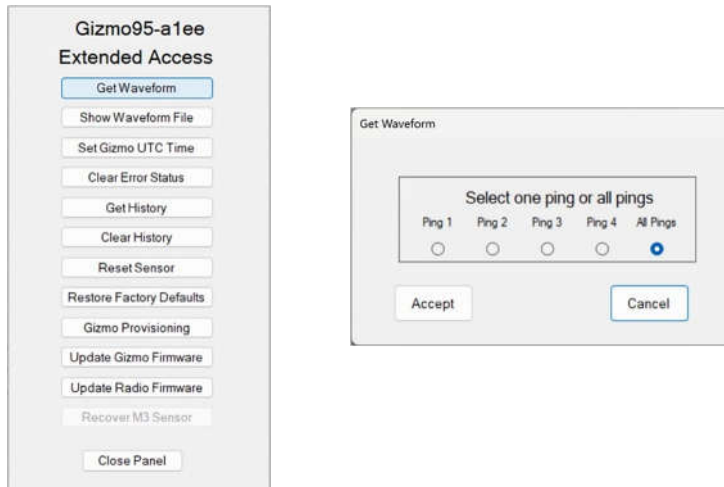 Gizmo95-a1ee
Extended Access
Get Waveform
Show Waveform File
Set Gizmo UTC Time
Clear Error Status
Get History
Clear History
Reset Sensor
Restore Factory Defaults
Gizmo Provisioning
Update Gizmo Firmware
Update Radio Firmware
Recover M3 Sensor
Close Panel
Get Waveform
Select one ping or all pings
Ping 1 Ping 2 Ping 3 Ping 4 All Pings
Accept Cancel